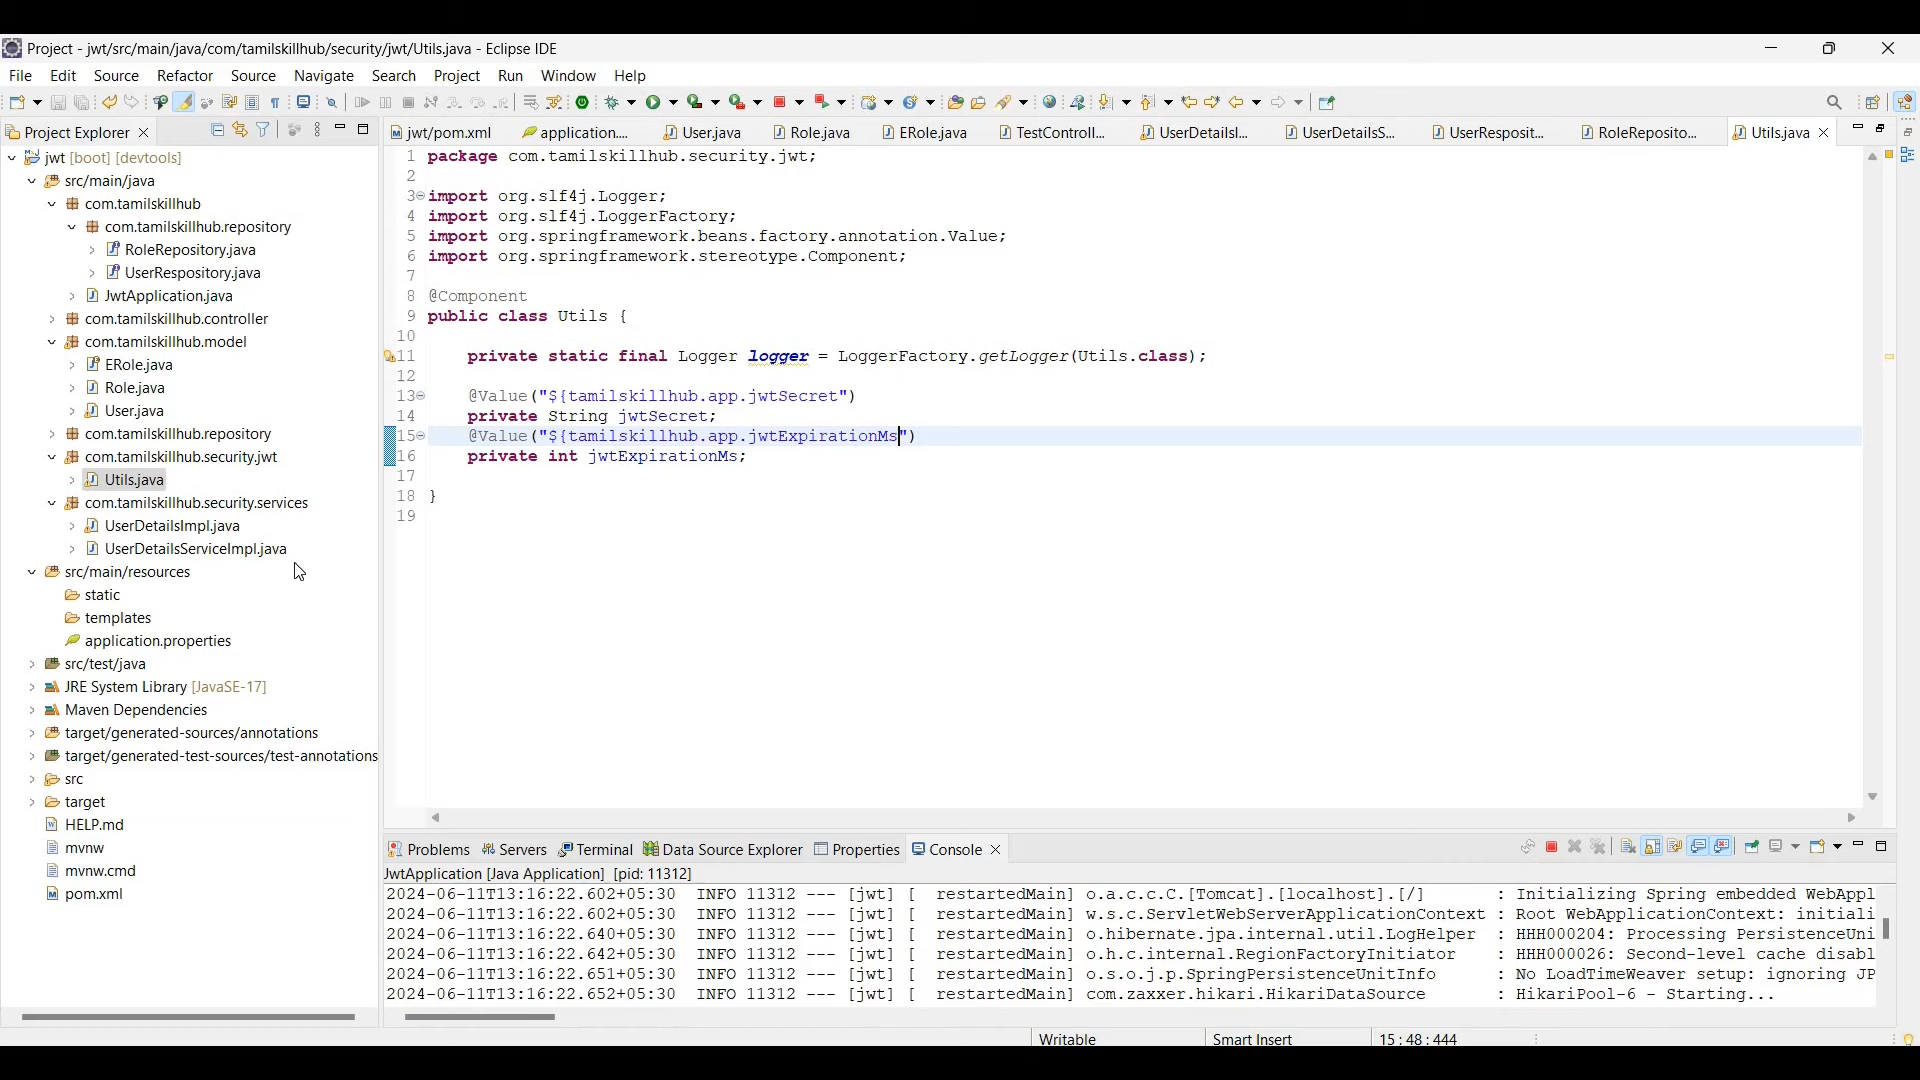 Project - jwt/src/main/java/com/tamilskillhub/security/jwt/Utils.java - Eclipse IDE
File Edit Source Refactor Source Navigate Search Project Run Window Help
Project Explorer
jwt [boot] [devtools]
src/main/java
com.tamilskillhub
com.tamilskillhub.repository
RoleRepository.java
UserRespository.java
JwtApplication.java
com.tamilskillhub.controller
com.tamilskillhub.model
ERole.java
Role.java
User.java
com.tamilskillhub.repository
com.tamilskillhub.security.jwt
Utils.java
com.tamilskillhub.security.services
UserDetailsImpl.java
UserDetailsServiceImpl.java
src/main/resources
static
templates
application.properties
src/test/java
JRE System Library [JavaSE-17]
Maven Dependencies
target/generated-sources/annotations
target/generated-test-sources/test-annotations
src
target
HELP.md
mvnw
mvnw.cmd
pom.xml
jwt/pom.xml application.... User.java Role.java ERole.java TestControll... UserDetailsI... UserDetailsS... UserResposit... RoleReposito... Utils.java
1 package com.tamilskillhub.security.jwt;
2
3 import org.slf4j.Logger;
4 import org.slf4j.LoggerFactory;
5 import org.springframework.beans.factory.annotation.Value;
6 import org.springframework.stereotype.Component;
7
8 @Component
9 public class Utils {
10
11 private static final Logger logger = LoggerFactory.getLogger(Utils.class);
12
13 @Value("${tamilskillhub.app.jwtSecret")
14 private String jwtSecret;
15 @Value("${tamilskillhub.app.jwtExpirationMs")
16 private int jwtExpirationMs;
17
18 }
19
Problems Servers Terminal Data Source Explorer Properties Console
JwtApplication [Java Application] [pid: 11312]
2024-06-11T13:16:22.602+05:30 INFO 11312 --- [jwt] [ restartedMain] o.a.c.c.C.[Tomcat].[localhost].[/] : Initializing Spring embedded WebAppl
2024-06-11T13:16:22.602+05:30 INFO 11312 --- [jwt] [ restartedMain] w.s.c.ServletWebServerApplicationContext : Root WebApplicationContext: initiali
2024-06-11T13:16:22.640+05:30 INFO 11312 --- [jwt] [ restartedMain] o.hibernate.jpa.internal.util.LogHelper : HHH000204: Processing PersistenceUni
2024-06-11T13:16:22.642+05:30 INFO 11312 --- [jwt] [ restartedMain] o.h.c.internal.RegionFactoryInitiator : HHH000026: Second-level cache disabl
2024-06-11T13:16:22.651+05:30 INFO 11312 --- [jwt] [ restartedMain] o.s.o.j.p.SpringPersistenceUnitInfo : No LoadTimeWeaver setup: ignoring JP
2024-06-11T13:16:22.652+05:30 INFO 11312 --- [jwt] [ restartedMain] com.zaxxer.hikari.HikariDataSource : HikariPool-6 - Starting...
Writable Smart Insert 15 : 48 : 444